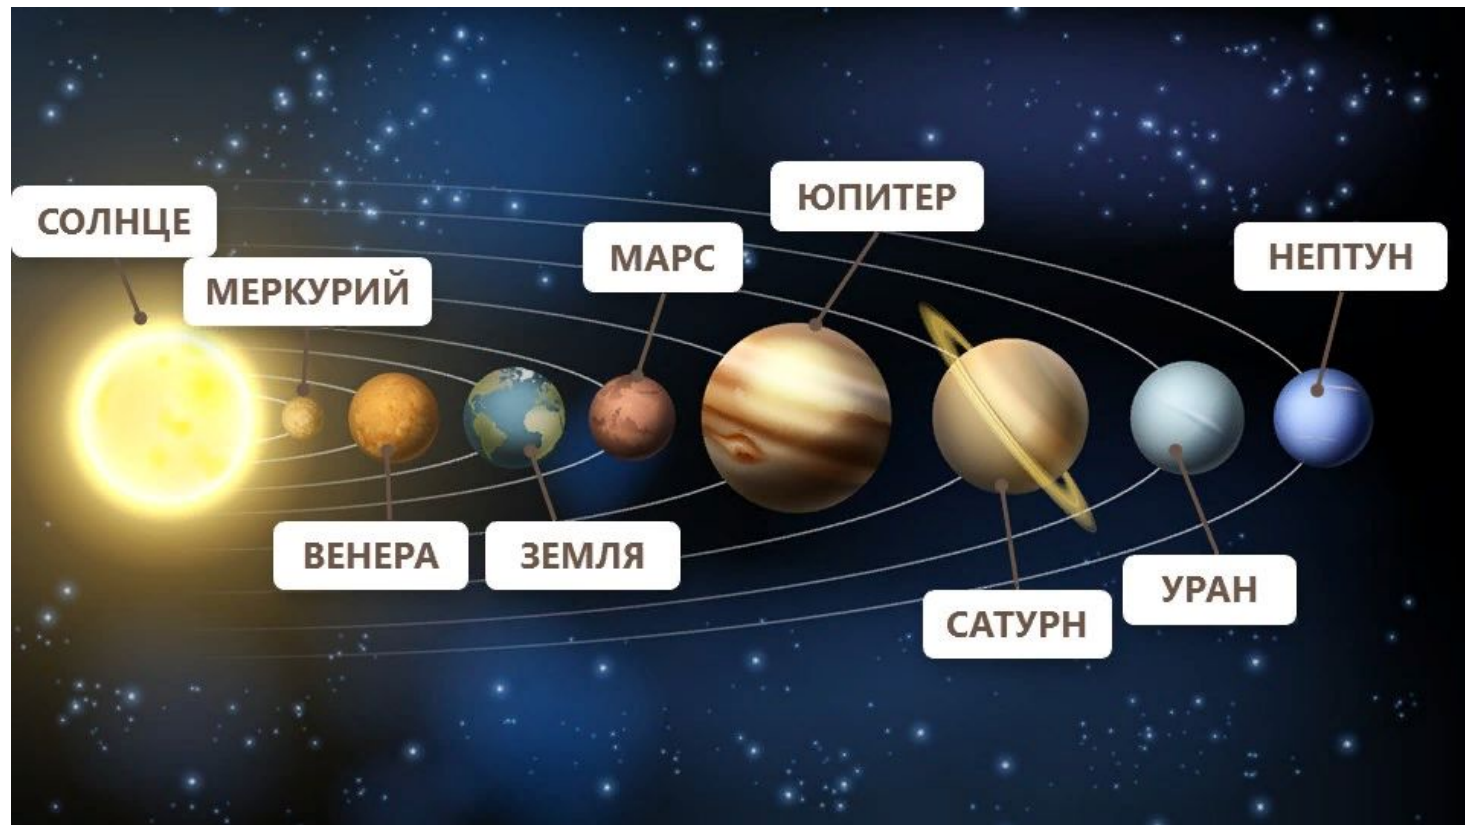 СОЛНЦЕ
МЕРКУРИЙ
ВЕНЕРА
ЗЕМЛЯ
МАРС
ЮПИТЕР
САТУРН
УРАН
НЕПТУН